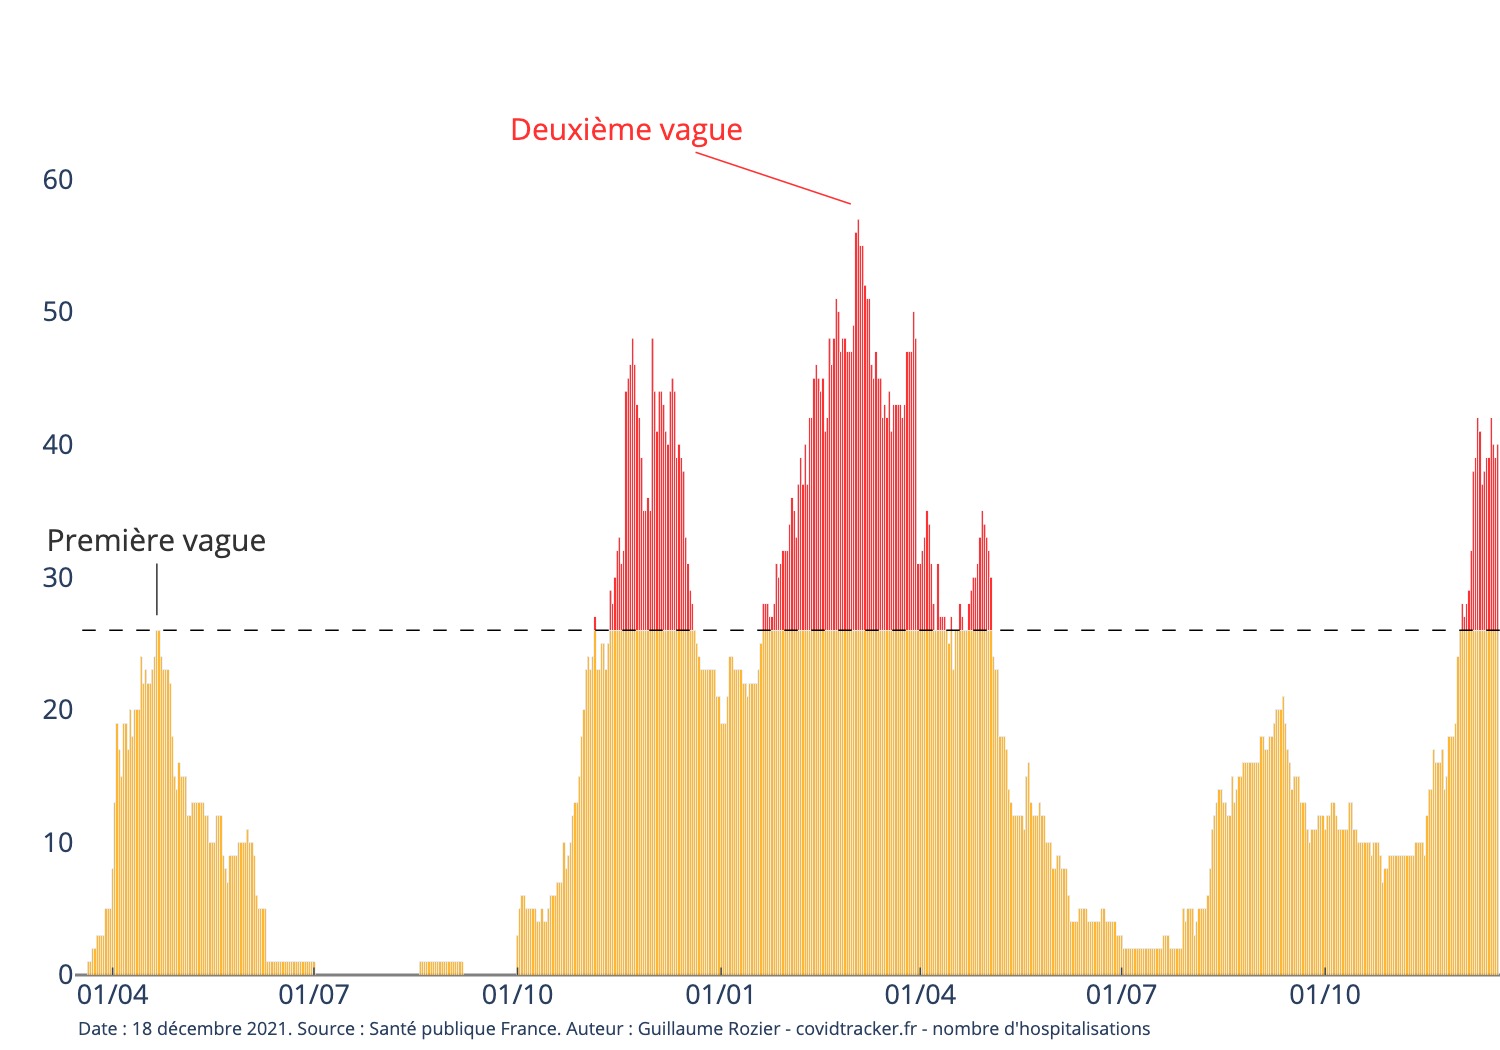 Deuxième vague
60
50
40
Première vague
30
20
10
0
01/04 01/07 01/10 01/01 01/04 01/07 01/10
Date : 18 décembre 2021. Source : Santé publique France. Auteur : Guillaume Rozier - covidtracker.fr - nombre d'hospitalisations